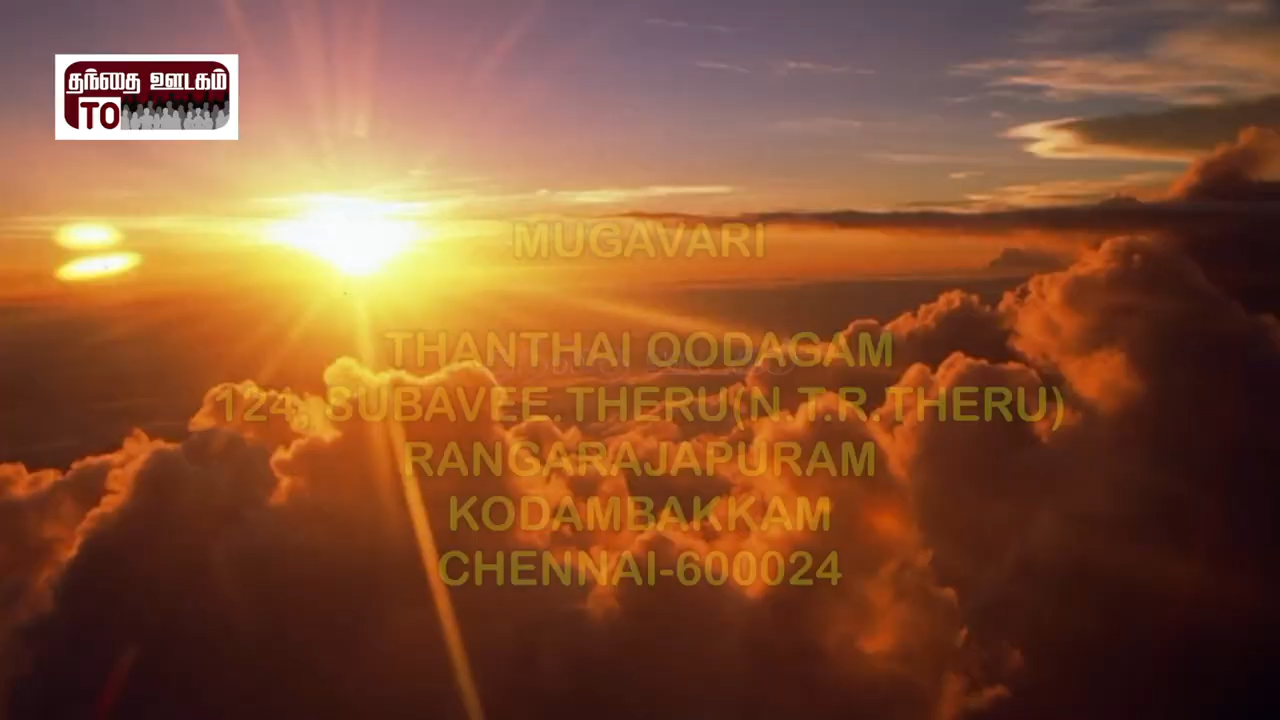 தந்தை ஊடகம்
TO
MUGAVARI
THANTHAI OODAGAM
124, SUBAVEE.THERU(N.T.R.THERU)
RANGARAJAPURAM
KODAMBAKKAM
CHENNAI-600024